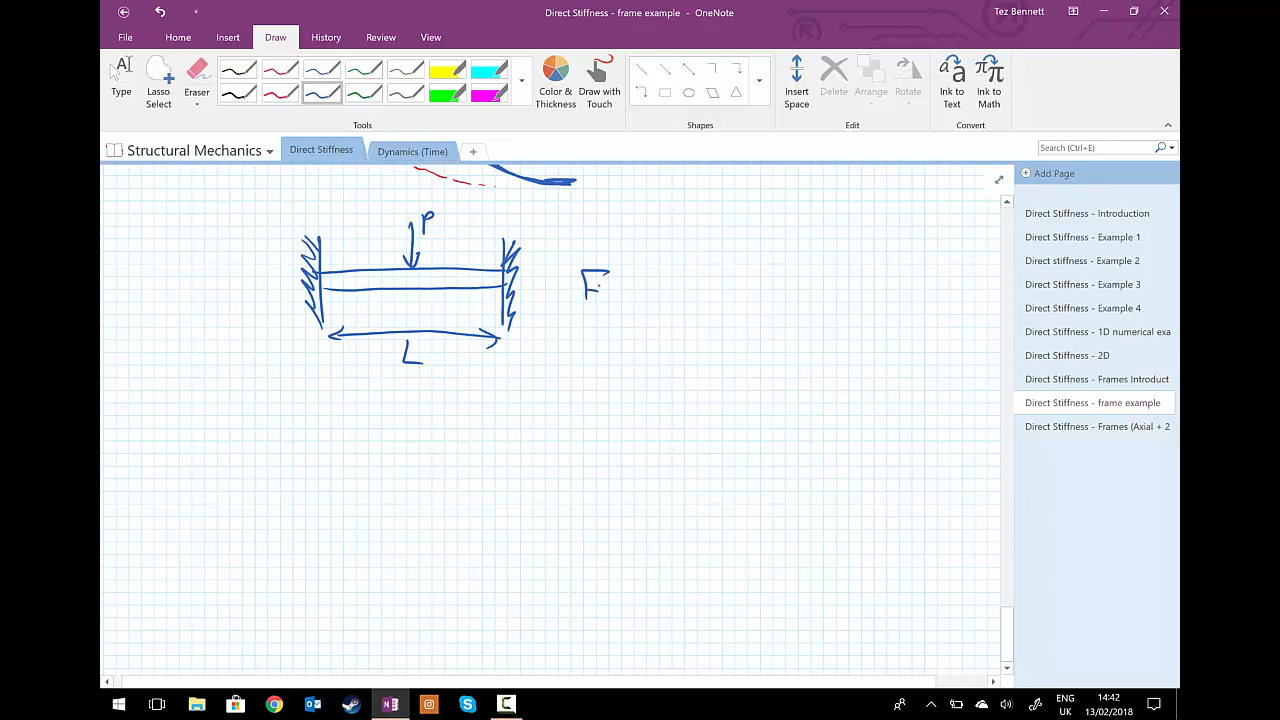 Direct Stiffness - frame example - OneNote
Tez Bennett
File Home Insert Draw History Review View
Type
Lasso Select
Eraser
Color & Thickness
Draw with Touch
Insert Space
Delete
Arrange
Rotate
Ink to Text
Ink to Math
Tools
Shapes
Edit
Convert
Structural Mechanics
Direct Stiffness
Dynamics (Time)
Search (Ctrl+E)
Add Page
Direct Stiffness - Introduction
Direct Stiffness - Example 1
Direct stiffness - Example 2
Direct Stiffness - Example 3
Direct Stiffness - Example 4
Direct Stiffness - 1D numerical exa
Direct Stiffness - 2D
Direct Stiffness - Frames Introduct
Direct Stiffness - frame example
Direct Stiffness - Frames (Axial + 2
P
F
L
ENG
UK
14:42
13/02/2018